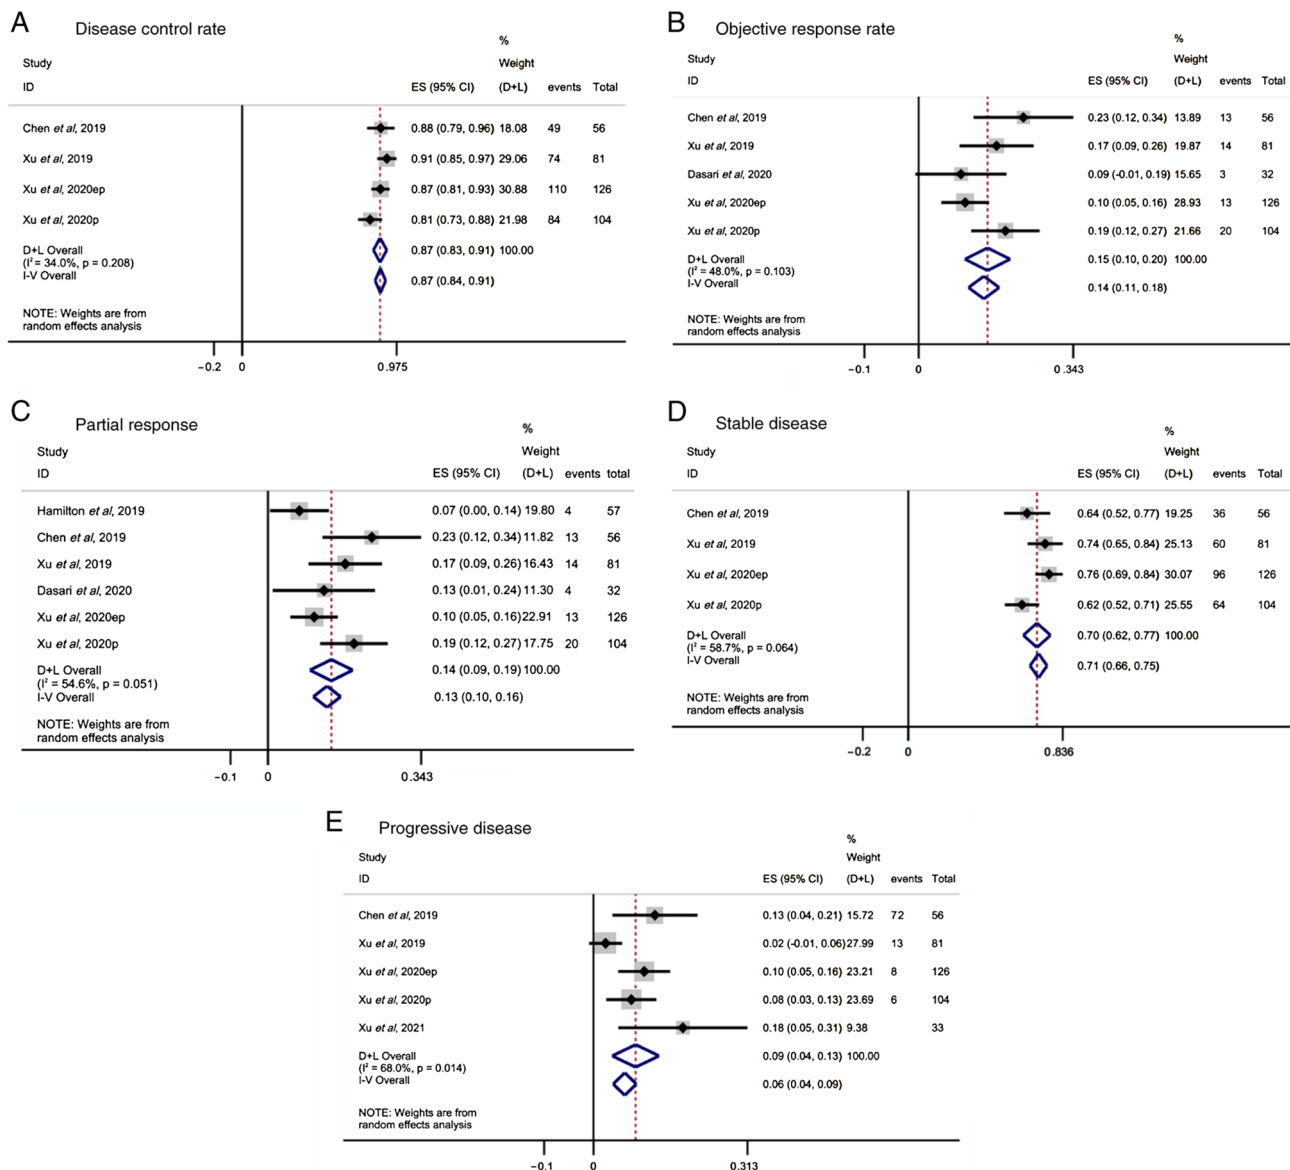 A Disease control rate
%
Study Weight
ID ES (95% CI) (D+L) events Total
Chen et al, 2019 0.88 (0.79, 0.96) 18.08 49 56
Xu et al, 2019 0.91 (0.85, 0.97) 29.06 74 81
Xu et al, 2020ep 0.87 (0.81, 0.93) 30.88 110 126
Xu et al, 2020p 0.81 (0.73, 0.88) 21.98 84 104
D+L Overall 0.87 (0.83, 0.91) 100.00
(I² = 34.0%, p = 0.208)
I-V Overall 0.87 (0.84, 0.91)
NOTE: Weights are from
random effects analysis
−0.2 0 0.975
B Objective response rate
%
Study Weight
ID ES (95% CI) (D+L) events Total
Chen et al, 2019 0.23 (0.12, 0.34) 13.89 13 56
Xu et al, 2019 0.17 (0.09, 0.26) 19.87 14 81
Dasari et al, 2020 0.09 (-0.01, 0.19) 15.65 3 32
Xu et al, 2020ep 0.10 (0.05, 0.16) 28.93 13 126
Xu et al, 2020p 0.19 (0.12, 0.27) 21.66 20 104
D+L Overall 0.15 (0.10, 0.20) 100.00
(I² = 48.0%, p = 0.103)
I-V Overall 0.14 (0.11, 0.18)
NOTE: Weights are from
random effects analysis
−0.1 0 0.343
C Partial response
%
Study Weight
ID ES (95% CI) (D+L) events total
Hamilton et al, 2019 0.07 (0.00, 0.14) 19.80 4 57
Chen et al, 2019 0.23 (0.12, 0.34) 11.82 13 56
Xu et al, 2019 0.17 (0.09, 0.26) 16.43 14 81
Dasari et al, 2020 0.13 (0.01, 0.24) 11.30 4 32
Xu et al, 2020ep 0.10 (0.05, 0.16) 22.91 13 126
Xu et al, 2020p 0.19 (0.12, 0.27) 17.75 20 104
D+L Overall 0.14 (0.09, 0.19) 100.00
(I² = 54.6%, p = 0.051)
I-V Overall 0.13 (0.10, 0.16)
NOTE: Weights are from
random effects analysis
−0.1 0 0.343
D Stable disease
%
Study Weight
ID ES (95% CI) (D+L) events Total
Chen et al, 2019 0.64 (0.52, 0.77) 19.25 36 56
Xu et al, 2019 0.74 (0.65, 0.84) 25.13 60 81
Xu et al, 2020ep 0.76 (0.69, 0.84) 30.07 96 126
Xu et al, 2020p 0.62 (0.52, 0.71) 25.55 64 104
D+L Overall 0.70 (0.62, 0.77) 100.00
(I² = 58.7%, p = 0.064)
I-V Overall 0.71 (0.66, 0.75)
NOTE: Weights are from
random effects analysis
−0.2 0 0.836
E Progressive disease
%
Study Weight
ID ES (95% CI) (D+L) events Total
Chen et al, 2019 0.13 (0.04, 0.21) 15.72 72 56
Xu et al, 2019 0.02 (-0.01, 0.06) 27.99 13 81
Xu et al, 2020ep 0.10 (0.05, 0.16) 23.21 8 126
Xu et al, 2020p 0.08 (0.03, 0.13) 23.69 6 104
Xu et al, 2021 0.18 (0.05, 0.31) 9.38 33
D+L Overall 0.09 (0.04, 0.13) 100.00
(I² = 68.0%, p = 0.014)
I-V Overall 0.06 (0.04, 0.09)
NOTE: Weights are from
random effects analysis
−0.1 0 0.313